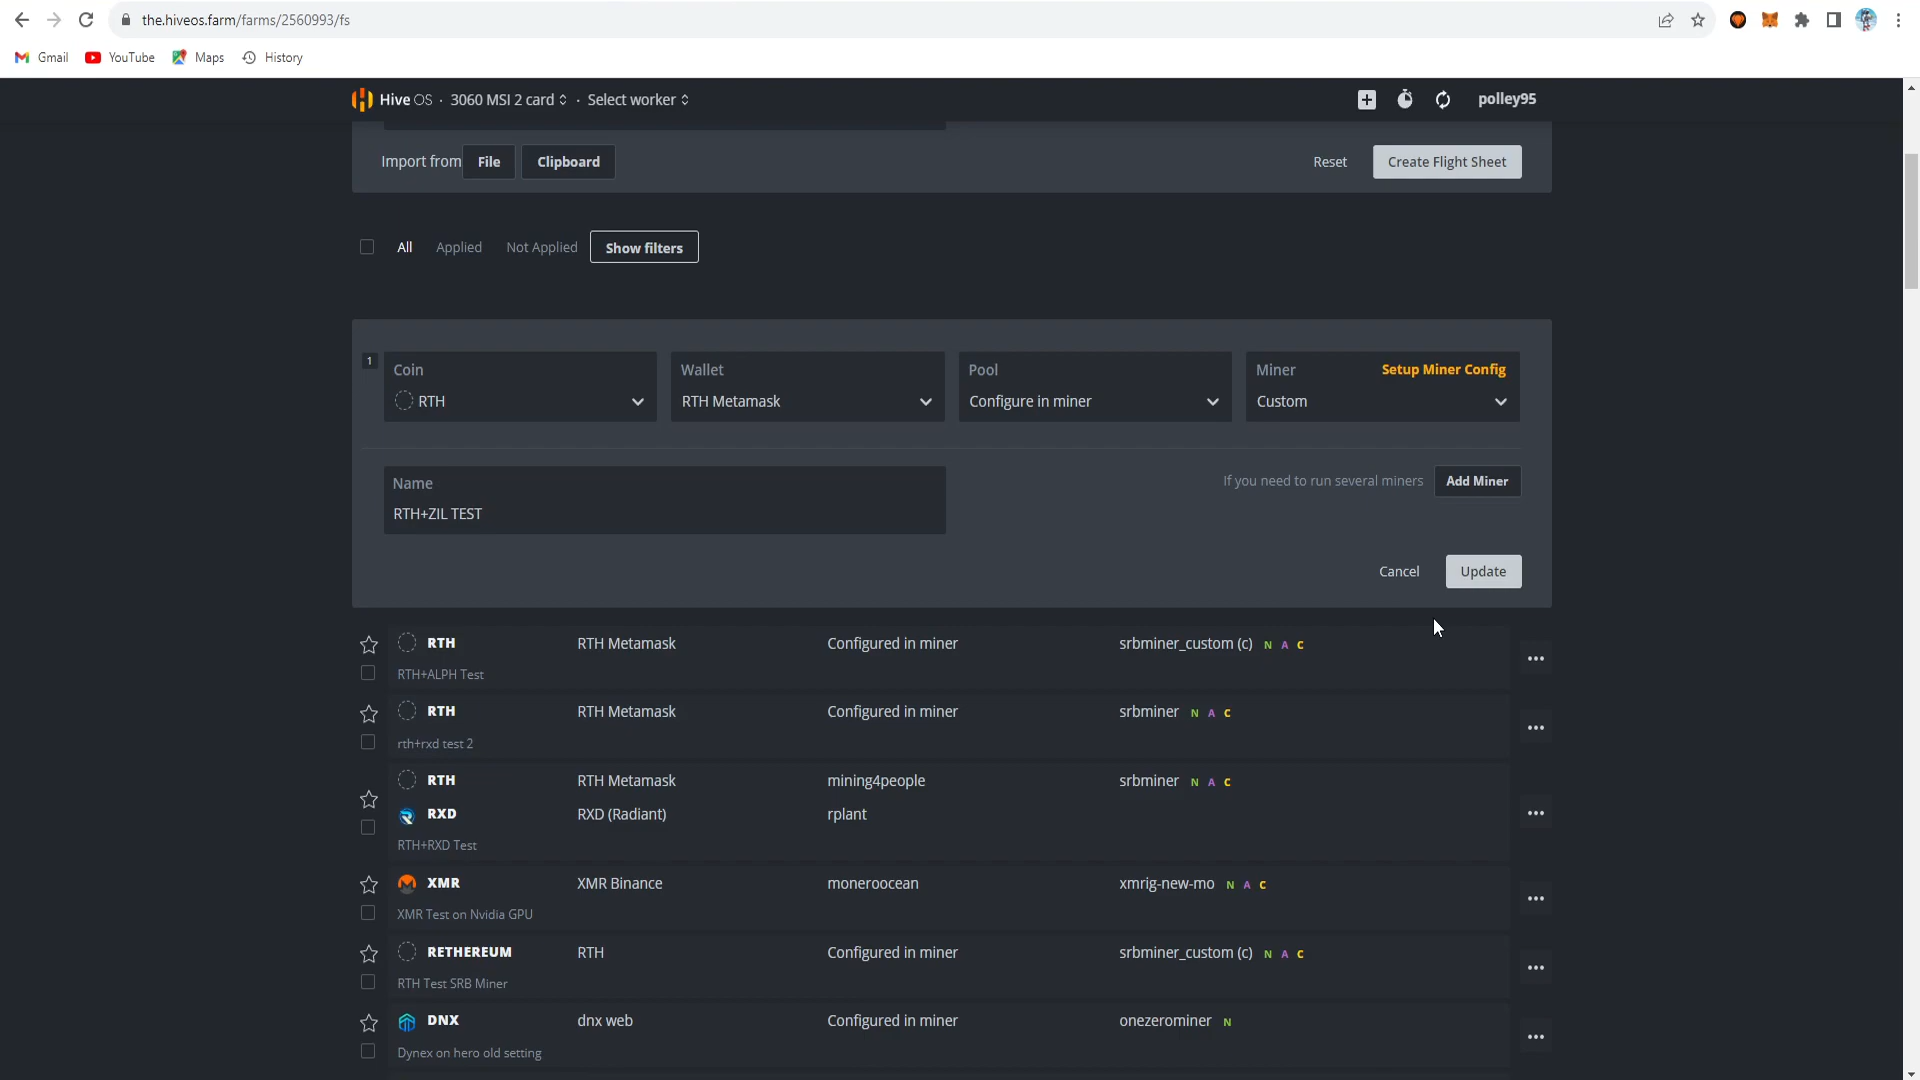 the.hiveos.farm/farms/2560993/fs
Gmail YouTube Maps History
Hive OS · 3060 MSI 2 card · Select worker polley95
Import from File Clipboard Reset Create Flight Sheet
All Applied Not Applied Show filters
1 Coin Wallet Pool Miner Setup Miner Config
RTH RTH Metamask Configure in miner Custom
Name If you need to run several miners Add Miner
RTH+ZIL TEST
Cancel Update
RTH RTH Metamask Configured in miner srbminer_custom (c) N A C
RTH+ALPH Test
RTH RTH Metamask Configured in miner srbminer N A C
rth+rxd test 2
RTH RTH Metamask mining4people srbminer N A C
RXD RXD (Radiant) rplant
RTH+RXD Test
XMR XMR Binance moneroocean xmrig-new-mo N A C
XMR Test on Nvidia GPU
RETHEREUM RTH Configured in miner srbminer_custom (c) N A C
RTH Test SRB Miner
DNX dnx web Configured in miner onezerominer N
Dynex on hero old setting